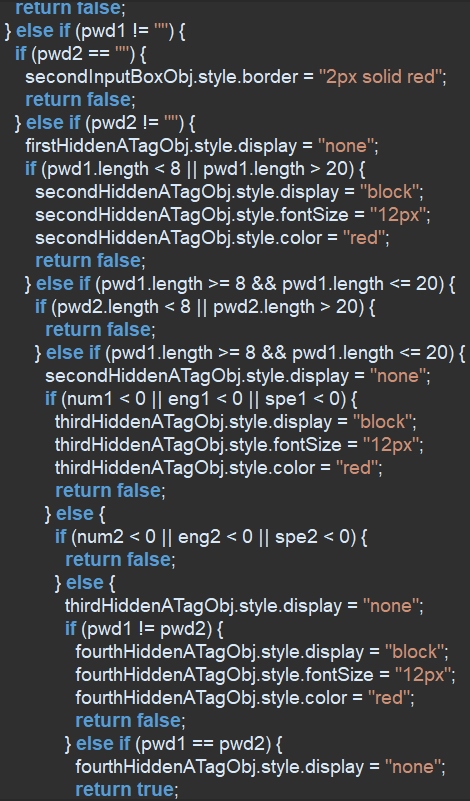 return false;
} else if (pwd1 != "") {
if (pwd2 == "") {
secondInputBoxObj.style.border = "2px solid red";
return false;
} else if (pwd2 != "") {
firstHiddenATagObj.style.display = "none";
if (pwd1.length < 8 || pwd1.length > 20) {
secondHiddenATagObj.style.display = "block";
secondHiddenATagObj.style.fontSize = "12px";
secondHiddenATagObj.style.color = "red";
return false;
} else if (pwd1.length >= 8 && pwd1.length <= 20) {
if (pwd2.length < 8 || pwd2.length > 20) {
return false;
} else if (pwd1.length >= 8 && pwd1.length <= 20) {
secondHiddenATagObj.style.display = "none";
if (num1 < 0 || eng1 < 0 || spe1 < 0) {
thirdHiddenATagObj.style.display = "block";
thirdHiddenATagObj.style.fontSize = "12px";
thirdHiddenATagObj.style.color = "red";
return false;
} else {
if (num2 < 0 || eng2 < 0 || spe2 < 0) {
return false;
} else {
thirdHiddenATagObj.style.display = "none";
if (pwd1 != pwd2) {
fourthHiddenATagObj.style.display = "block";
fourthHiddenATagObj.style.fontSize = "12px";
fourthHiddenATagObj.style.color = "red";
return false;
} else if (pwd1 == pwd2) {
fourthHiddenATagObj.style.display = "none";
return true;